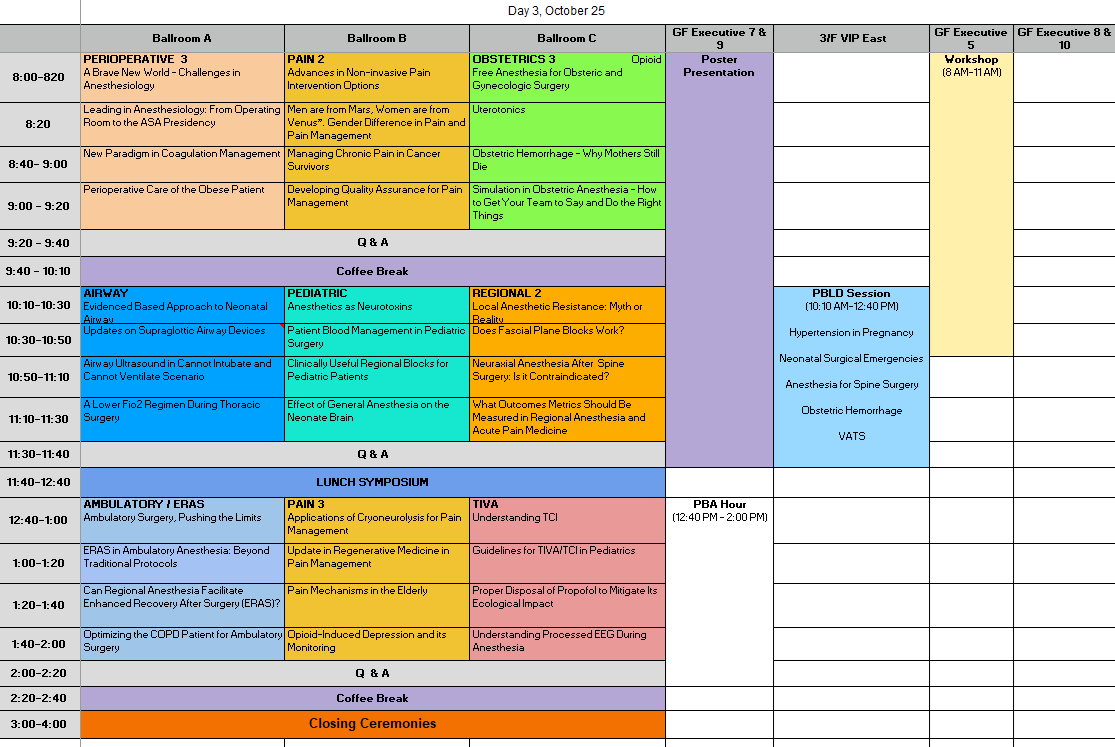 Day 3, October 25
Ballroom A
Ballroom B
Ballroom C
GF Executive 7 &
9
3/F VIP East
GF Executive
5
GF Executive 8 &
10
8:00-820
PERIOPERATIVE 3
A Brave New World - Challenges in
Anesthesiology
PAIN 2
Advances in Non-invasive Pain
Intervention Options
OBSTETRICS 3 Opioid
Free Anesthesia for Obsteric and
Gynecologic Surgery
Poster
Presentation
Workshop
(8 AM-11 AM)
8:20
Leading in Anesthesiology: From Operating
Room to the ASA Presidency
Men are from Mars, Women are from
Venus". Gender Difference in Pain and
Pain Management
Uterotonics
8:40- 9:00
New Paradigm in Coagulation Management
Managing Chronic Pain in Cancer
Survivors
Obstetric Hemorrhage - Why Mothers Still
Die
9:00 - 9:20
Perioperative Care of the Obese Patient
Developing Quality Assurance for Pain
Management
Simulation in Obstetric Anesthesia - How
to Get Your Team to Say and Do the Right
Things
9:20 - 9:40
Q & A
9:40 - 10:10
Coffee Break
10:10-10:30
AIRWAY
Evidenced Based Approach to Neonatal
Airway
PEDIATRIC
Anesthetics as Neurotoxins
REGIONAL 2
Local Anesthetic Resistance: Myth or
Reality
PBLD Session
(10:10 AM-12:40 PM)
Hypertension in Pregnancy
Neonatal Surgical Emergencies
Anesthesia for Spine Surgery
Obstetric Hemorrhage
VATS
10:30-10:50
Updates on Supraglottic Airway Devices
Patient Blood Management in Pediatric
Surgery
Does Fascial Plane Blocks Work?
10:50-11:10
Airway Ultrasound in Cannot Intubate and
Cannot Ventilate Scenario
Clinically Useful Regional Blocks for
Pediatric Patients
Neuraxial Anesthesia After Spine
Surgery: Is it Contraindicated?
11:10-11:30
A Lower Fio2 Regimen During Thoracic
Surgery
Effect of General Anesthesia on the
Neonate Brain
What Outcomes Metrics Should Be
Measured in Regional Anesthesia and
Acute Pain Medicine
11:30-11:40
Q & A
11:40-12:40
LUNCH SYMPOSIUM
12:40-1:00
AMBULATORY / ERAS
Ambulatory Surgery, Pushing the Limits
PAIN 3
Applications of Cryoneurolysis for Pain
Management
TIVA
Understanding TCI
PBA Hour
(12:40 PM - 2:00 PM)
1:00-1:20
ERAS in Ambulatory Anesthesia: Beyond
Traditional Protocols
Update in Regenerative Medicine in
Pain Management
Guidelines for TIVA/TCI in Pediatrics
1:20-1:40
Can Regional Anesthesia Facilitate
Enhanced Recovery After Surgery (ERAS)?
Pain Mechanisms in the Elderly
Proper Disposal of Propofol to Mitigate Its
Ecological Impact
1:40-2:00
Optimizing the COPD Patient for Ambulatory
Surgery
Opioid-Induced Depression and its
Monitoring
Understanding Processed EEG During
Anesthesia
2:00-2:20
Q & A
2:20-2:40
Coffee Break
3:00-4:00
Closing Ceremonies